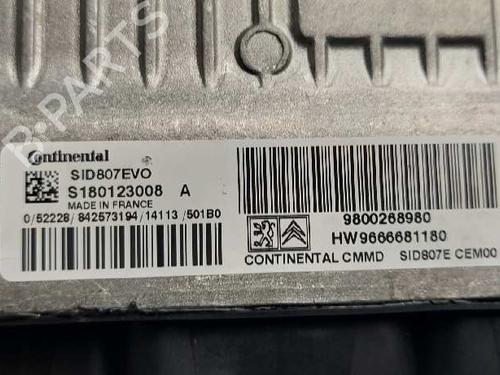 B-PARTS
Continental
SID807EVO
S180123008 A
MADE IN FRANCE
0/52228/842573194/14113/501B0
9800268980
HW9666681180
CONTINENTAL CMMD SID807E CEM00